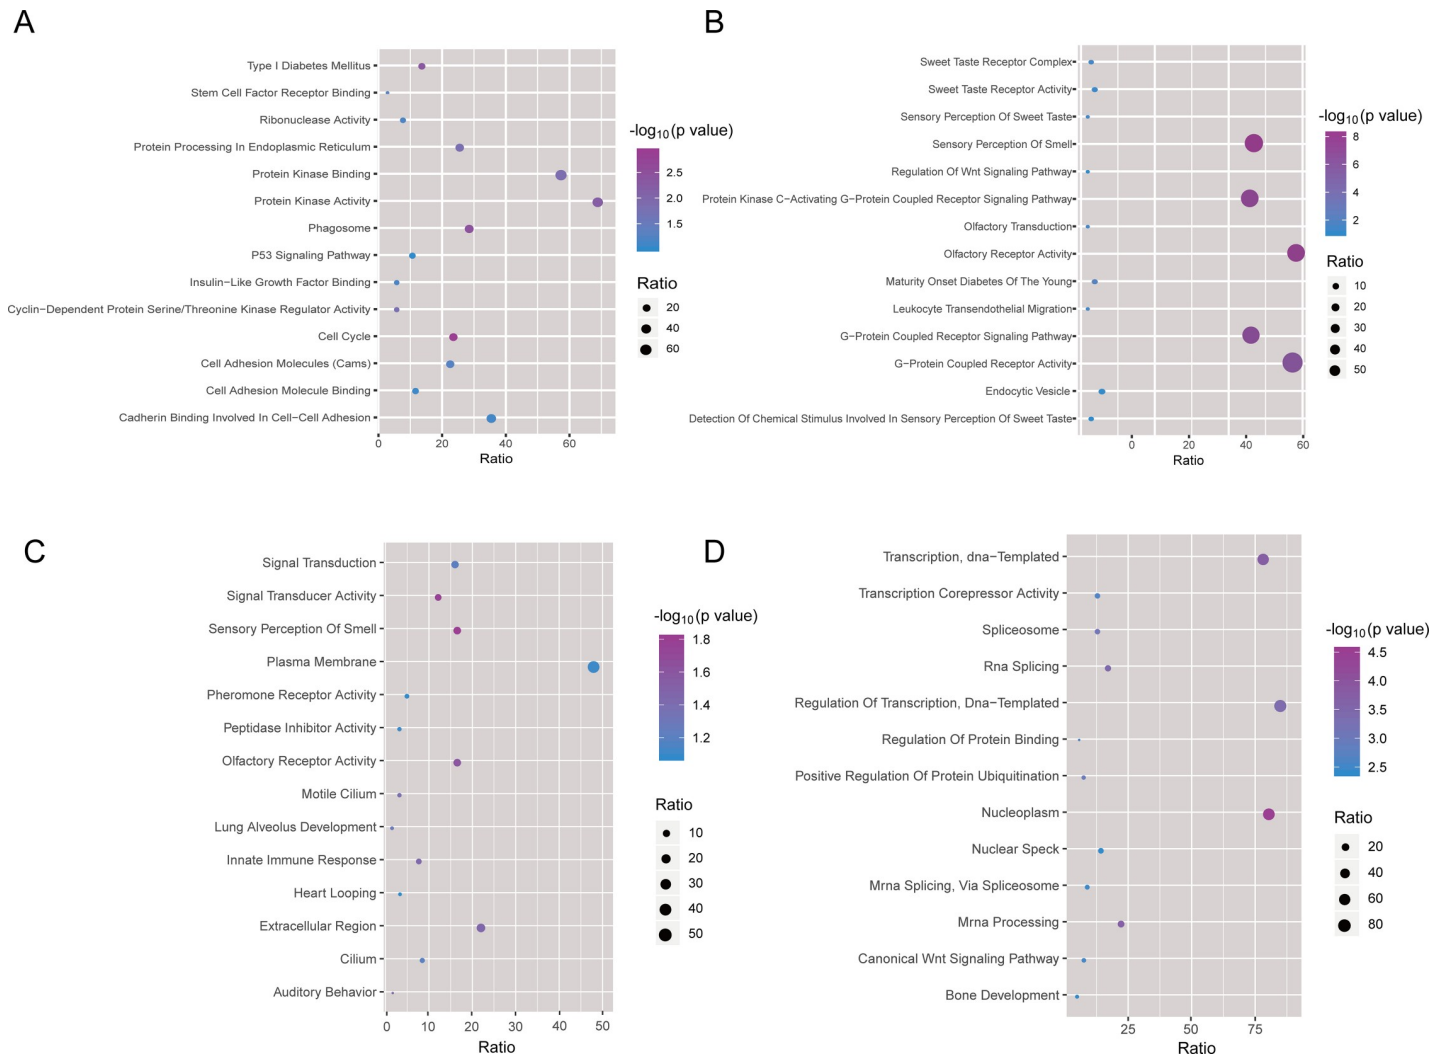 A
Type I Diabetes Mellitus
Stem Cell Factor Receptor Binding
Ribonuclease Activity
Protein Processing In Endoplasmic Reticulum
Protein Kinase Binding
Protein Kinase Activity
Phagosome
P53 Signaling Pathway
Insulin−Like Growth Factor Binding
Cyclin−Dependent Protein Serine/Threonine Kinase Regulator Activity
Cell Cycle
Cell Adhesion Molecules (Cams)
Cell Adhesion Molecule Binding
Cadherin Binding Involved In Cell−Cell Adhesion
0 20 40 60
Ratio
-log10(p value)
2.5
2.0
1.5
Ratio
20
40
60
B
Sweet Taste Receptor Complex
Sweet Taste Receptor Activity
Sensory Perception Of Sweet Taste
Sensory Perception Of Smell
Regulation Of Wnt Signaling Pathway
Protein Kinase C−Activating G−Protein Coupled Receptor Signaling Pathway
Olfactory Transduction
Olfactory Receptor Activity
Maturity Onset Diabetes Of The Young
Leukocyte Transendothelial Migration
G−Protein Coupled Receptor Signaling Pathway
G−Protein Coupled Receptor Activity
Endocytic Vesicle
Detection Of Chemical Stimulus Involved In Sensory Perception Of Sweet Taste
0 20 40 60
Ratio
-log10(p value)
8
6
4
2
Ratio
10
20
30
40
50
C
Signal Transduction
Signal Transducer Activity
Sensory Perception Of Smell
Plasma Membrane
Pheromone Receptor Activity
Peptidase Inhibitor Activity
Olfactory Receptor Activity
Motile Cilium
Lung Alveolus Development
Innate Immune Response
Heart Looping
Extracellular Region
Cilium
Auditory Behavior
0 10 20 30 40 50
Ratio
-log10(p value)
1.8
1.6
1.4
1.2
Ratio
10
20
30
40
50
D
Transcription, dna−Templated
Transcription Corepressor Activity
Spliceosome
Rna Splicing
Regulation Of Transcription, Dna−Templated
Regulation Of Protein Binding
Positive Regulation Of Protein Ubiquitination
Nucleoplasm
Nuclear Speck
Mrna Splicing, Via Spliceosome
Mrna Processing
Canonical Wnt Signaling Pathway
Bone Development
25 50 75
Ratio
-log10(p value)
4.5
4.0
3.5
3.0
2.5
Ratio
20
40
60
80